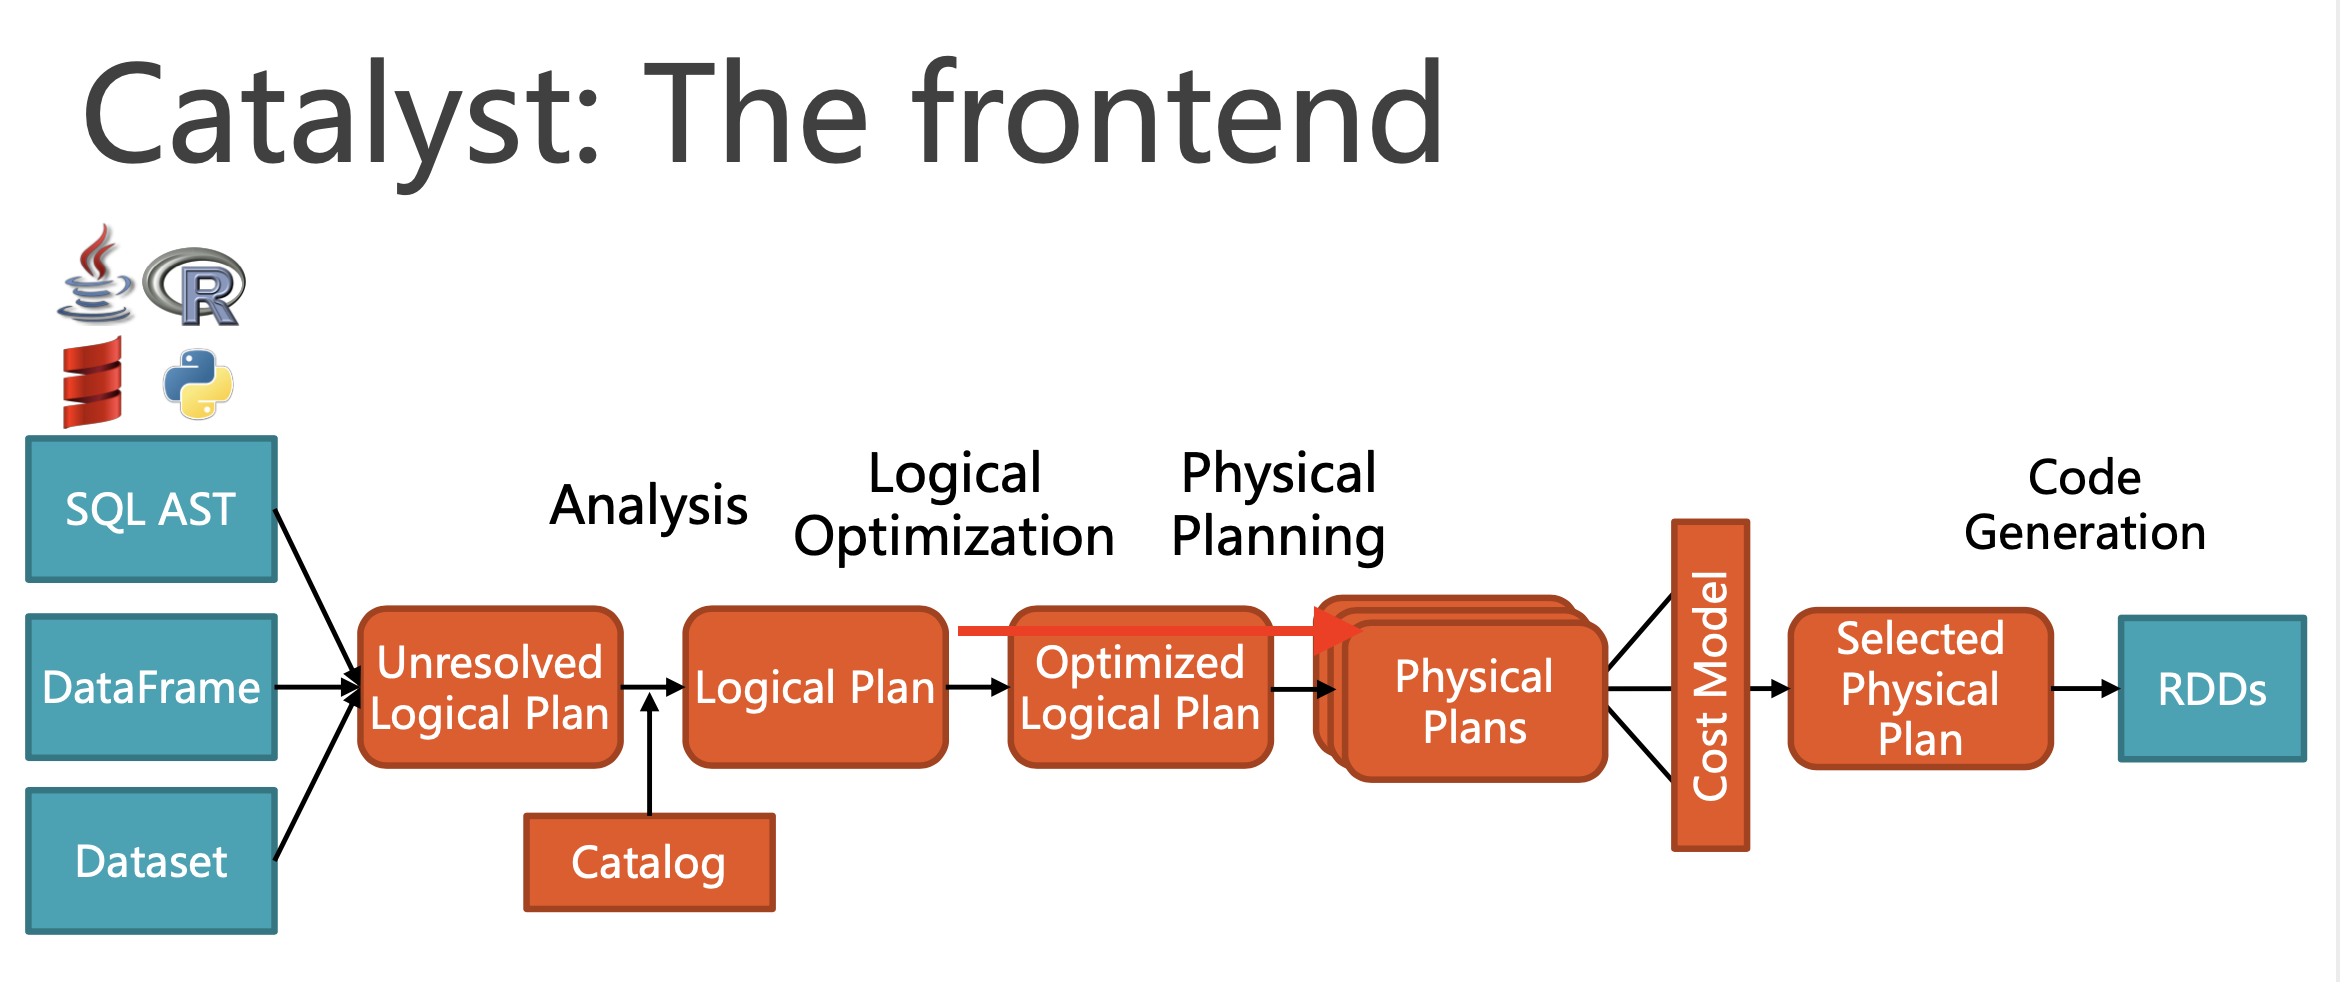 Catalyst: The frontend
R
SQL AST
DataFrame
Dataset
Analysis
Logical
Optimization
Physical
Planning
Code
Generation
Unresolved
Logical Plan
Catalog
Logical Plan
Optimized
Logical Plan
Physical
Plans
Cost Model
Selected
Physical
Plan
RDDs